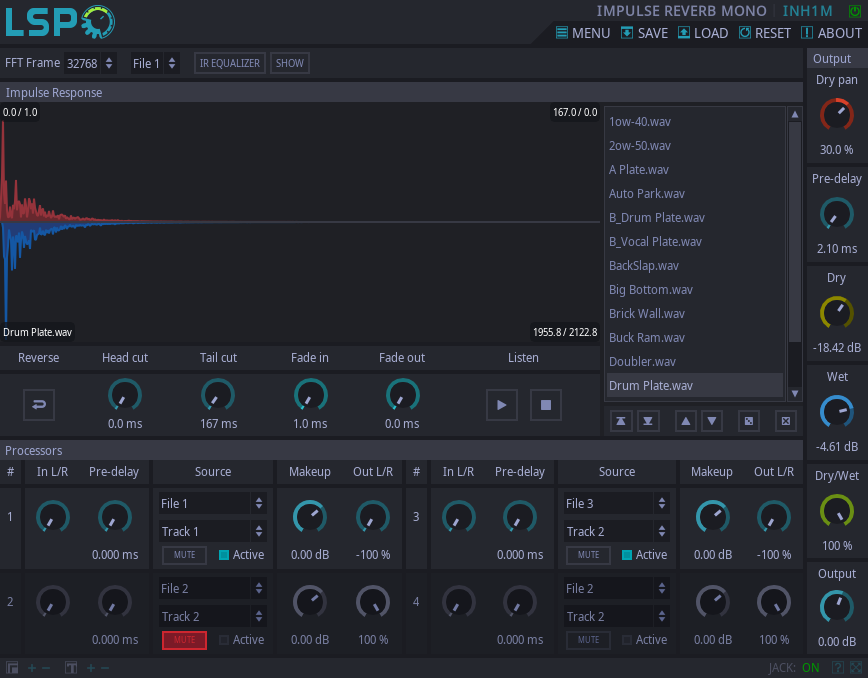 LSP
IMPULSE REVERB MONO INH1M
MENU SAVE LOAD RESET ABOUT
FFT Frame 32768 File 1 IR EQUALIZER SHOW
Impulse Response
0.0 / 1.0 167.0 / 0.0
Drum Plate.wav 1955.8 / 2122.8
1ow-40.wav
2ow-50.wav
A Plate.wav
Auto Park.wav
B_Drum Plate.wav
B_Vocal Plate.wav
BackSlap.wav
Big Bottom.wav
Brick Wall.wav
Buck Ram.wav
Doubler.wav
Drum Plate.wav
Reverse Head cut Tail cut Fade in Fade out Listen
0.0 ms 167 ms 1.0 ms 0.0 ms
Output
Dry pan
30.0 %
Pre-delay
2.10 ms
Dry
-18.42 dB
Wet
-4.61 dB
Dry/Wet
100 %
Output
0.00 dB
Processors
# In L/R Pre-delay Source Makeup Out L/R # In L/R Pre-delay Source Makeup Out L/R
1 File 1 3 File 3
Track 1 Track 2
0.000 ms MUTE Active 0.00 dB -100 % 0.000 ms MUTE Active 0.00 dB -100 %
2 File 2 4 File 2
Track 2 Track 2
0.000 ms MUTE Active 0.00 dB 100 % 0.000 ms MUTE Active 0.00 dB 100 %
T JACK: ON ?